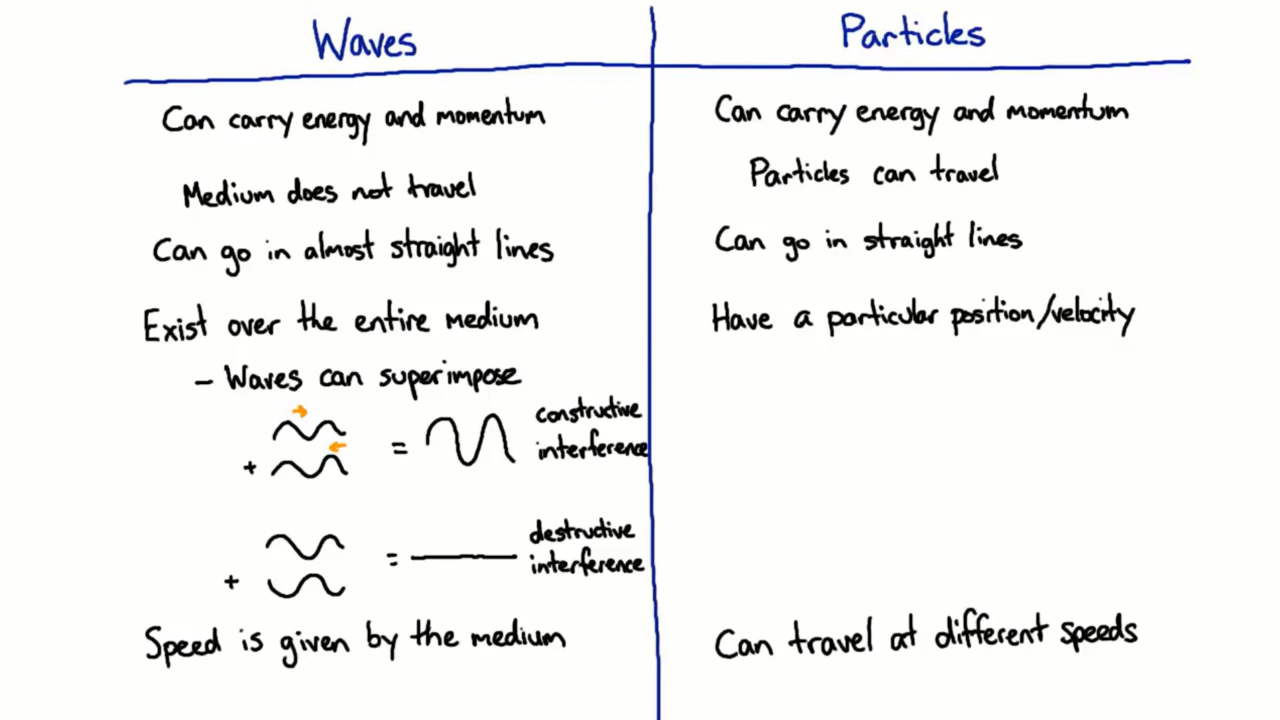 Waves
Particles
Can carry energy and momentum
Can carry energy and momentum
Medium does not travel
Particles can travel
Can go in almost straight lines
Can go in straight lines
Exist over the entire medium
Have a particular position/velocity
- Waves can superimpose
constructive
+ = interference
destructive
+ = interference
Speed is given by the medium
Can travel at different speeds